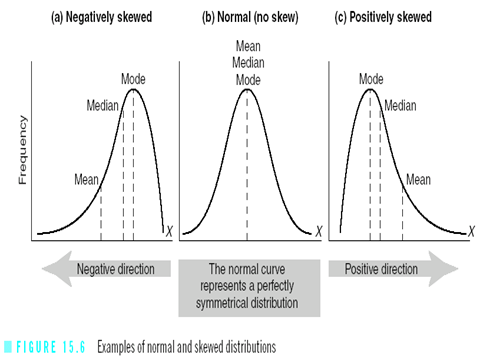 (a) Negatively skewed
(b) Normal (no skew)
(c) Positively skewed
Mean
Median
Mode
Mode
Median
Mean
Mode
Median
Mean
Frequency
X
X
X
Negative direction
The normal curve
represents a perfectly
symmetrical distribution
Positive direction
FIGURE 15.6 Examples of normal and skewed distributions